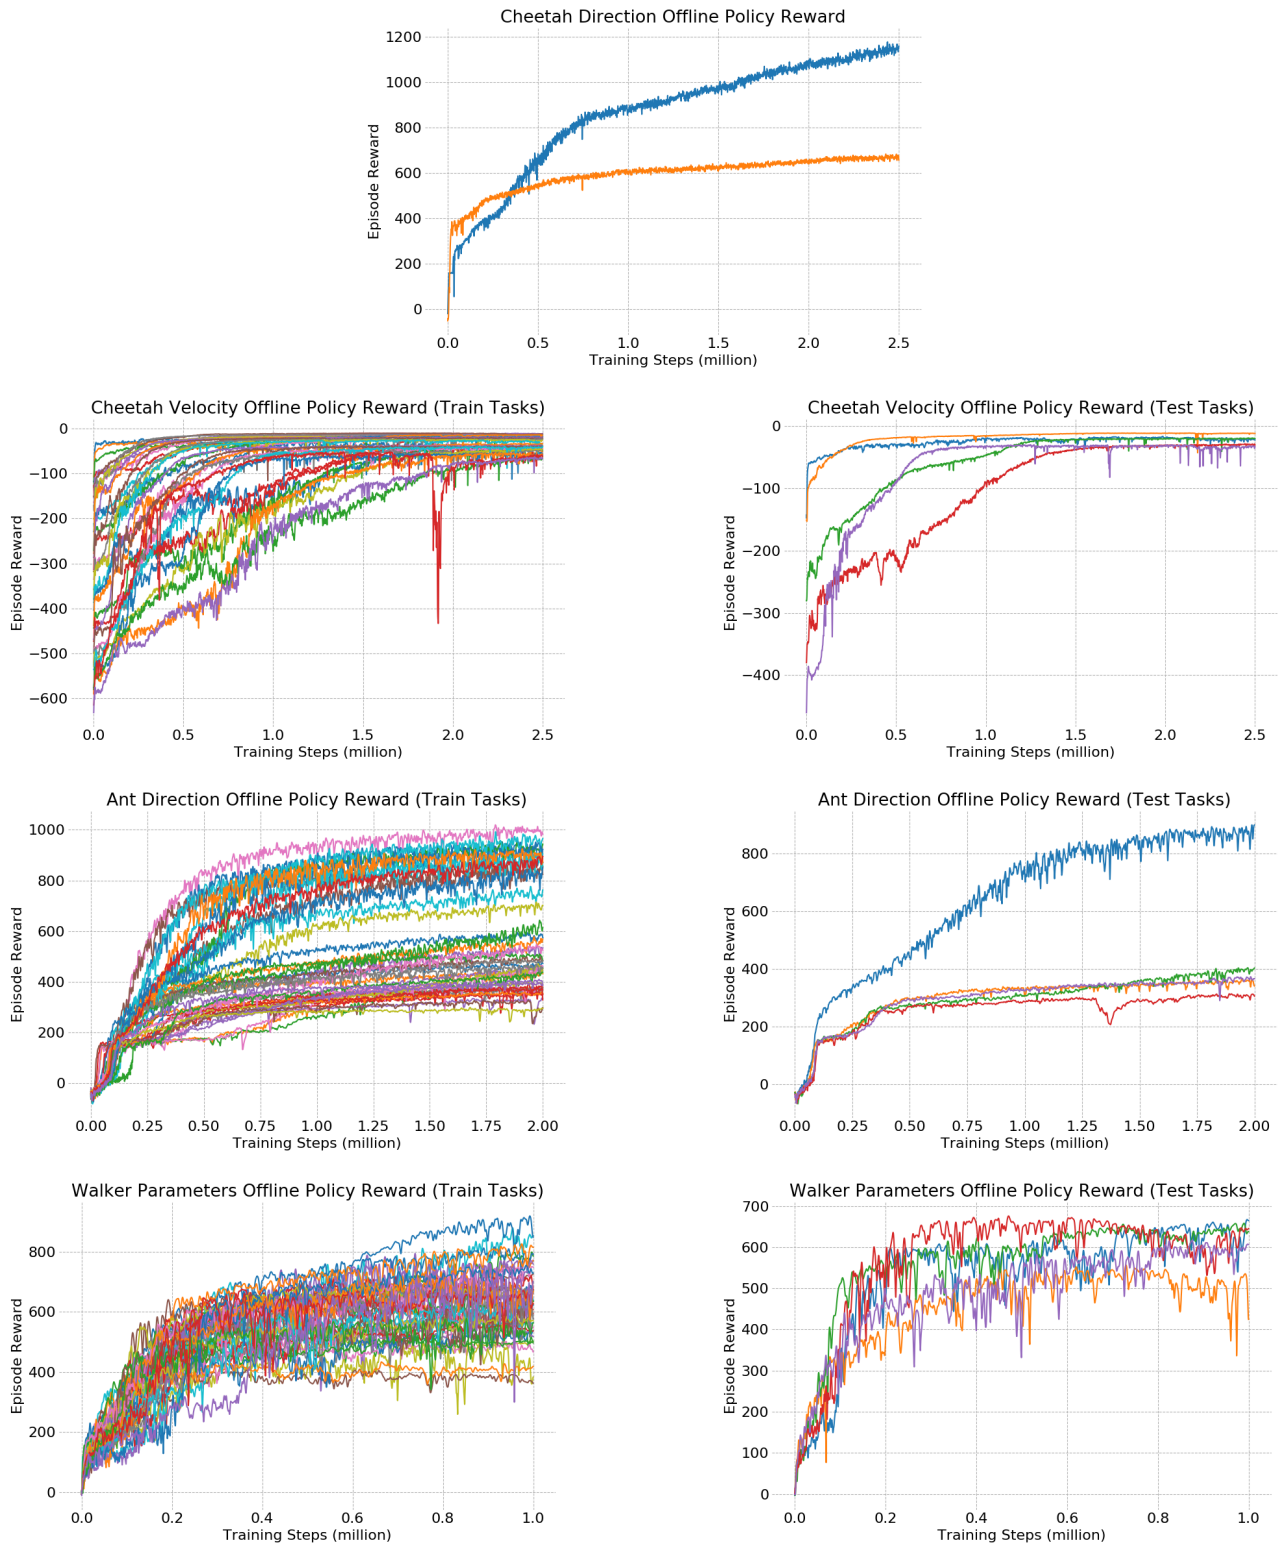 Cheetah Direction Offline Policy Reward
1200
1000
800
600
400
200
0
Episode Reward
0.0 0.5 1.0 1.5 2.0 2.5
Training Steps (million)
Cheetah Velocity Offline Policy Reward (Train Tasks)
0
−100
−200
−300
−400
−500
−600
Episode Reward
0.0 0.5 1.0 1.5 2.0 2.5
Training Steps (million)
Cheetah Velocity Offline Policy Reward (Test Tasks)
0
−100
−200
−300
−400
Episode Reward
0.0 0.5 1.0 1.5 2.0 2.5
Training Steps (million)
Ant Direction Offline Policy Reward (Train Tasks)
1000
800
600
400
200
0
Episode Reward
0.00 0.25 0.50 0.75 1.00 1.25 1.50 1.75 2.00
Training Steps (million)
Ant Direction Offline Policy Reward (Test Tasks)
800
600
400
200
0
Episode Reward
0.00 0.25 0.50 0.75 1.00 1.25 1.50 1.75 2.00
Training Steps (million)
Walker Parameters Offline Policy Reward (Train Tasks)
800
600
400
200
0
Episode Reward
0.0 0.2 0.4 0.6 0.8 1.0
Training Steps (million)
Walker Parameters Offline Policy Reward (Test Tasks)
700
600
500
400
300
200
100
0
Episode Reward
0.0 0.2 0.4 0.6 0.8 1.0
Training Steps (million)